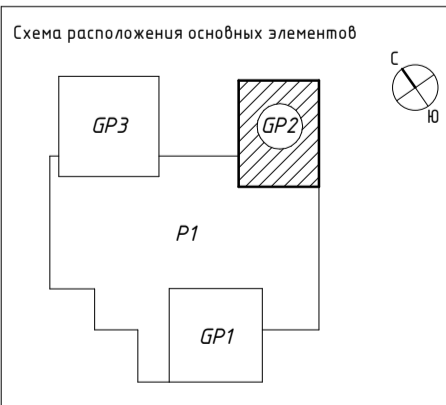 Схема расположения основных элементов
С
Ю
GP3
GP2
P1
GP1